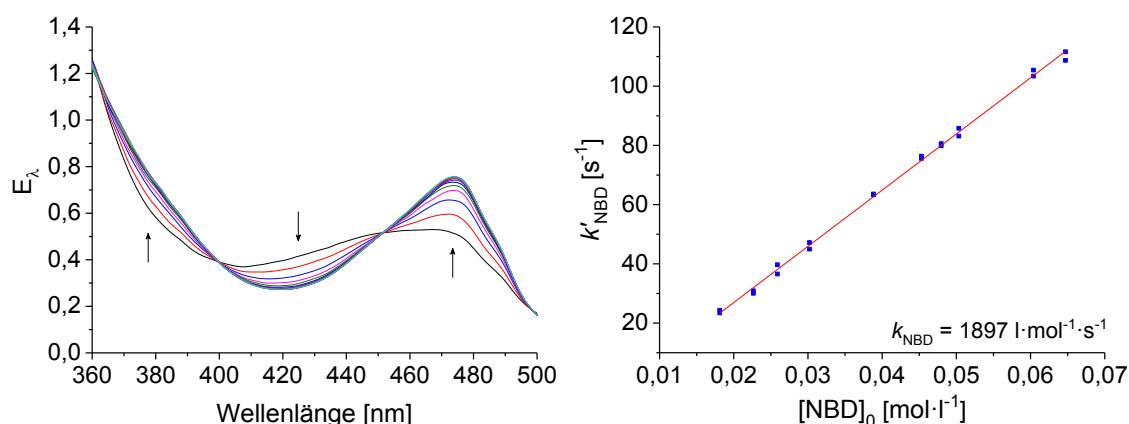 1,4
1,2
1,0
0,8
0,6
0,4
0,2
0,0
E_λ
360 380 400 420 440 460 480 500
Wellenlänge [nm]
120
100
80
60
40
20
k′_NBD [s⁻¹]
k_NBD = 1897 l·mol⁻¹·s⁻¹
0,01 0,02 0,03 0,04 0,05 0,06 0,07
[NBD]₀ [mol·l⁻¹]